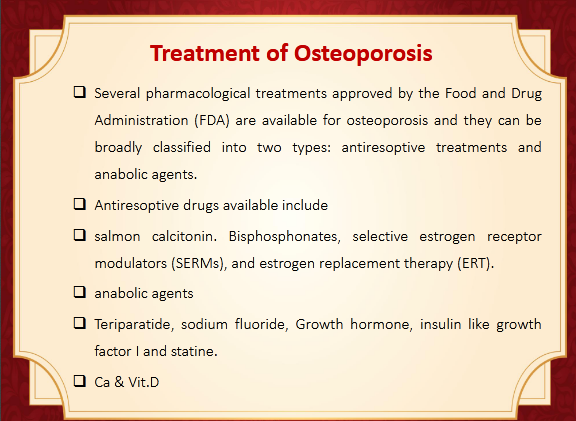 Treatment of Osteoporosis
❑ Several pharmacological treatments approved by the Food and Drug
Administration (FDA) are available for osteoporosis and they can be
broadly classified into two types: antiresoptive treatments and
anabolic agents.
❑ Antiresoptive drugs available include
❑ salmon calcitonin. Bisphosphonates, selective estrogen receptor
modulators (SERMs), and estrogen replacement therapy (ERT).
❑ anabolic agents
❑ Teriparatide, sodium fluoride, Growth hormone, insulin like growth
factor I and statine.
❑ Ca & Vit.D